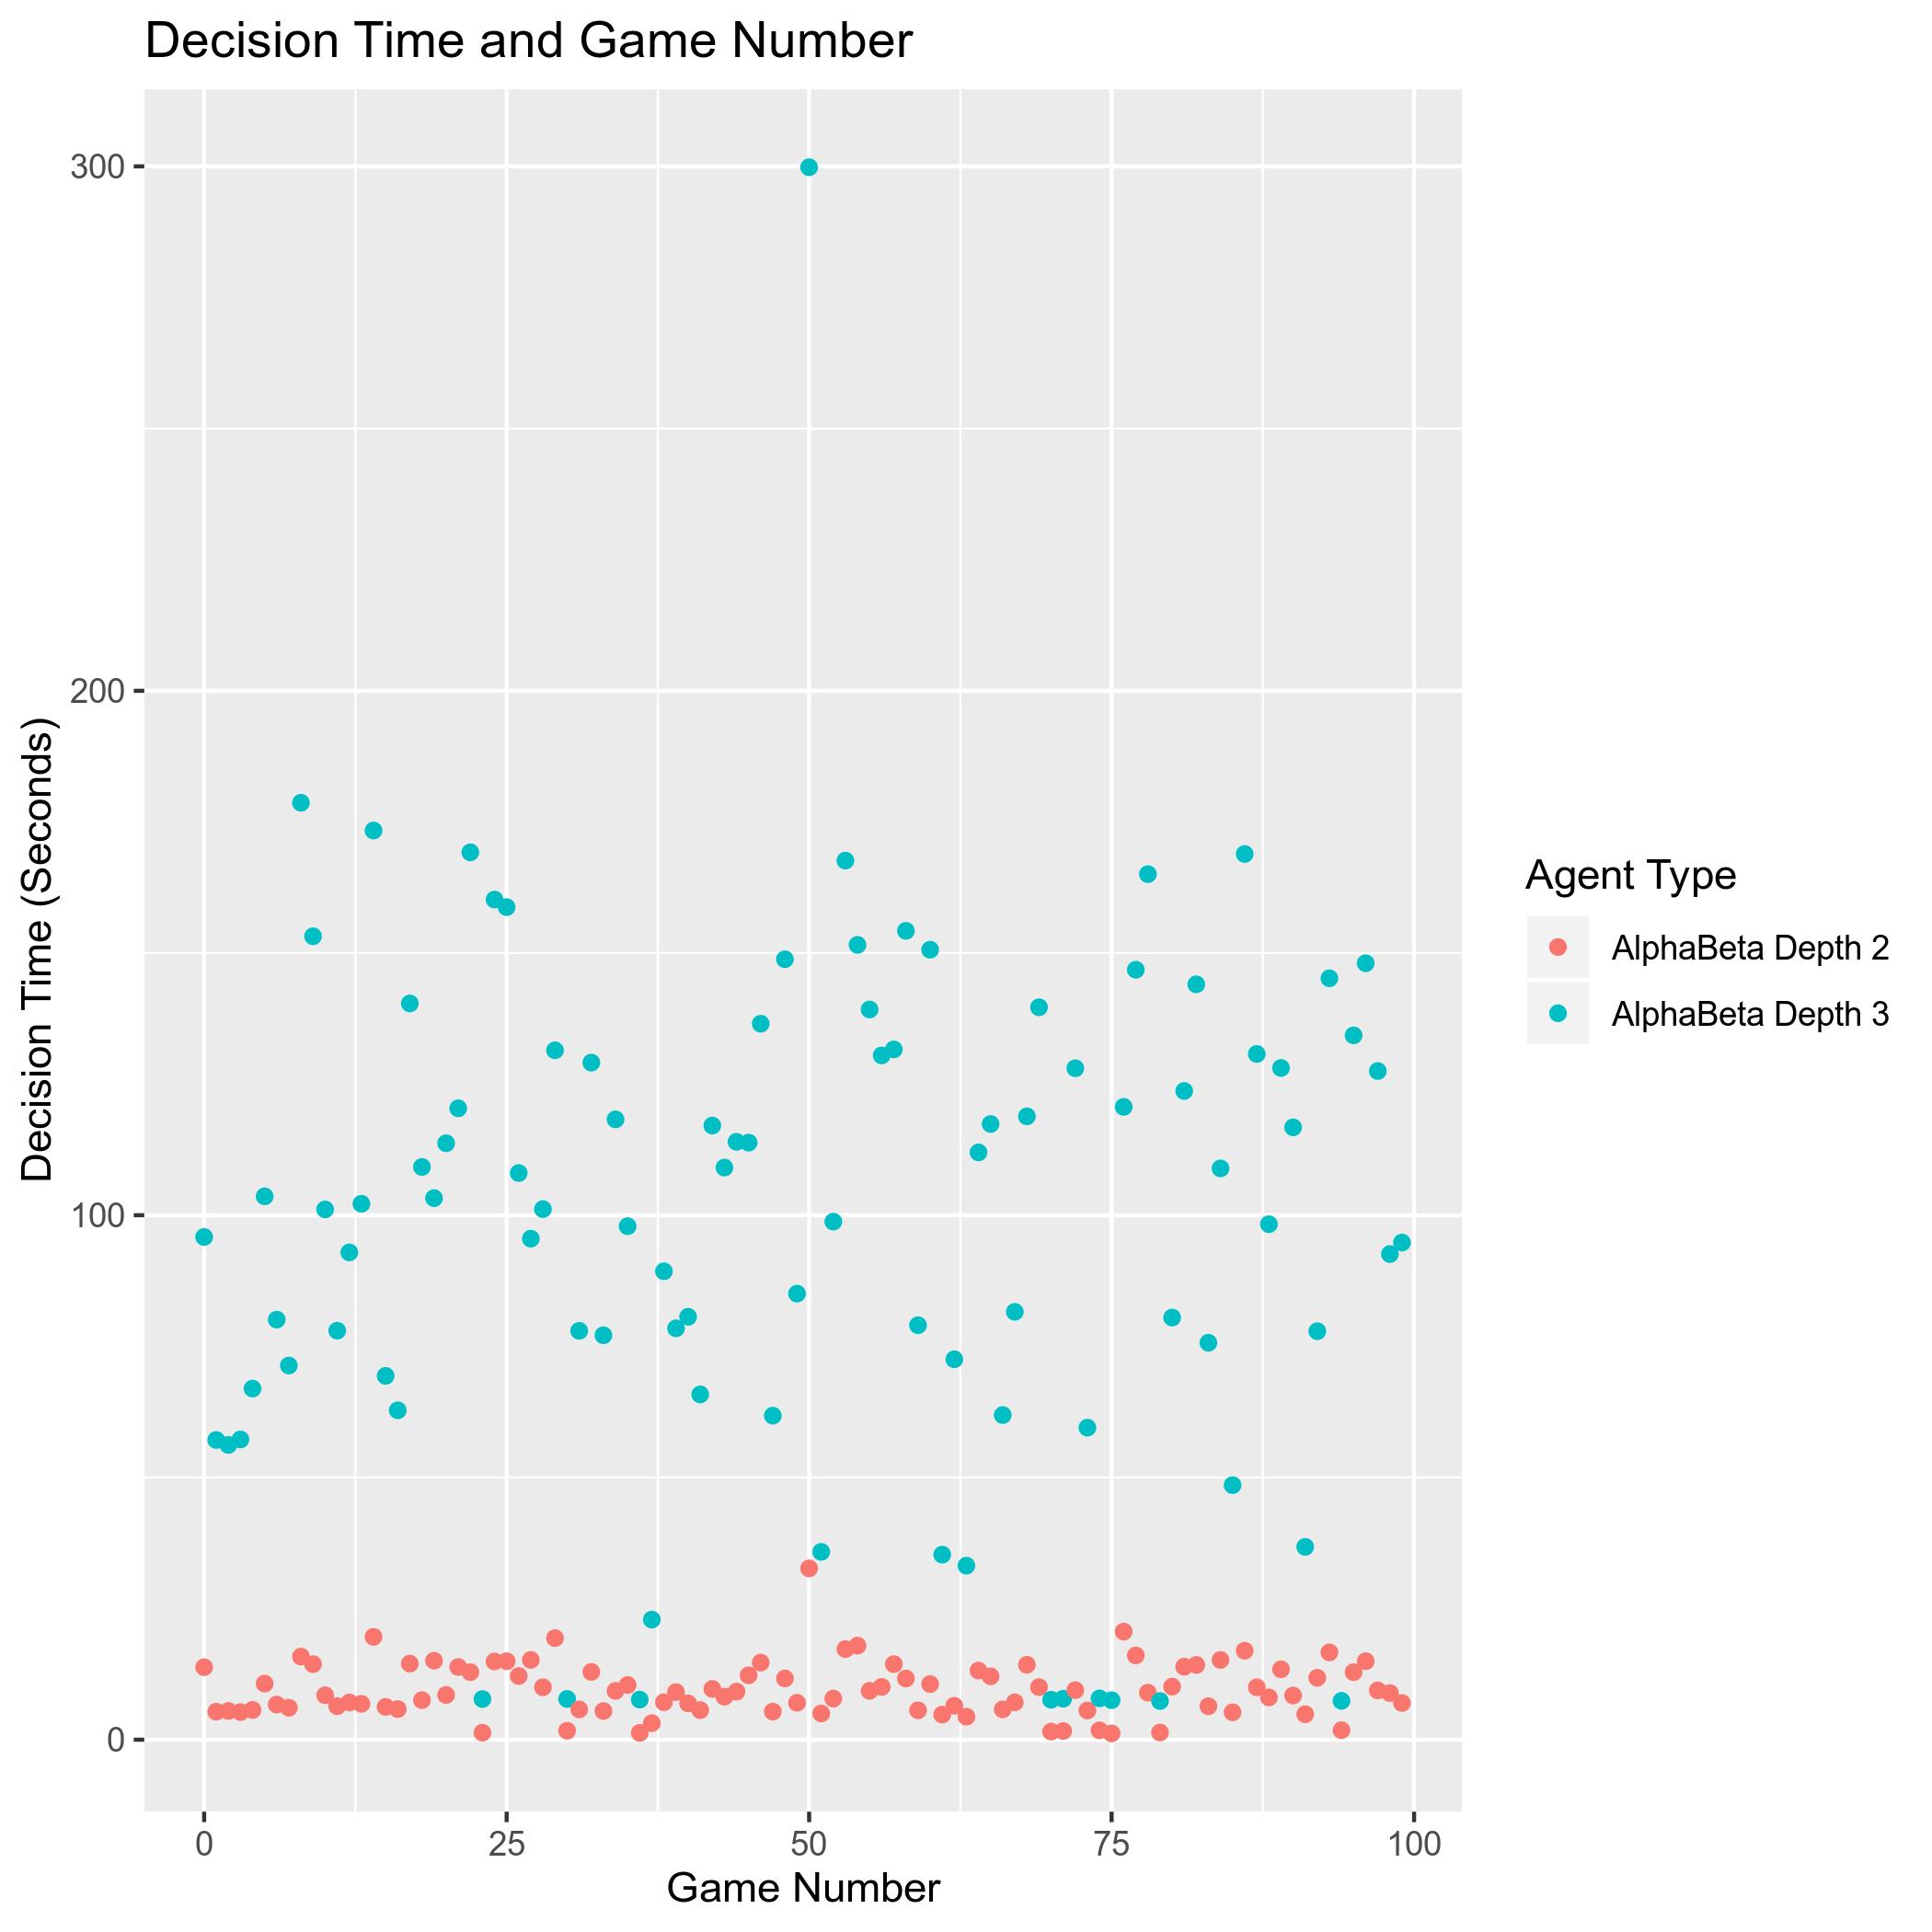 Decision Time and Game Number
300
200
100
0
Decision Time (Seconds)
0 25 50 75 100
Game Number
Agent Type
AlphaBeta Depth 2
AlphaBeta Depth 3